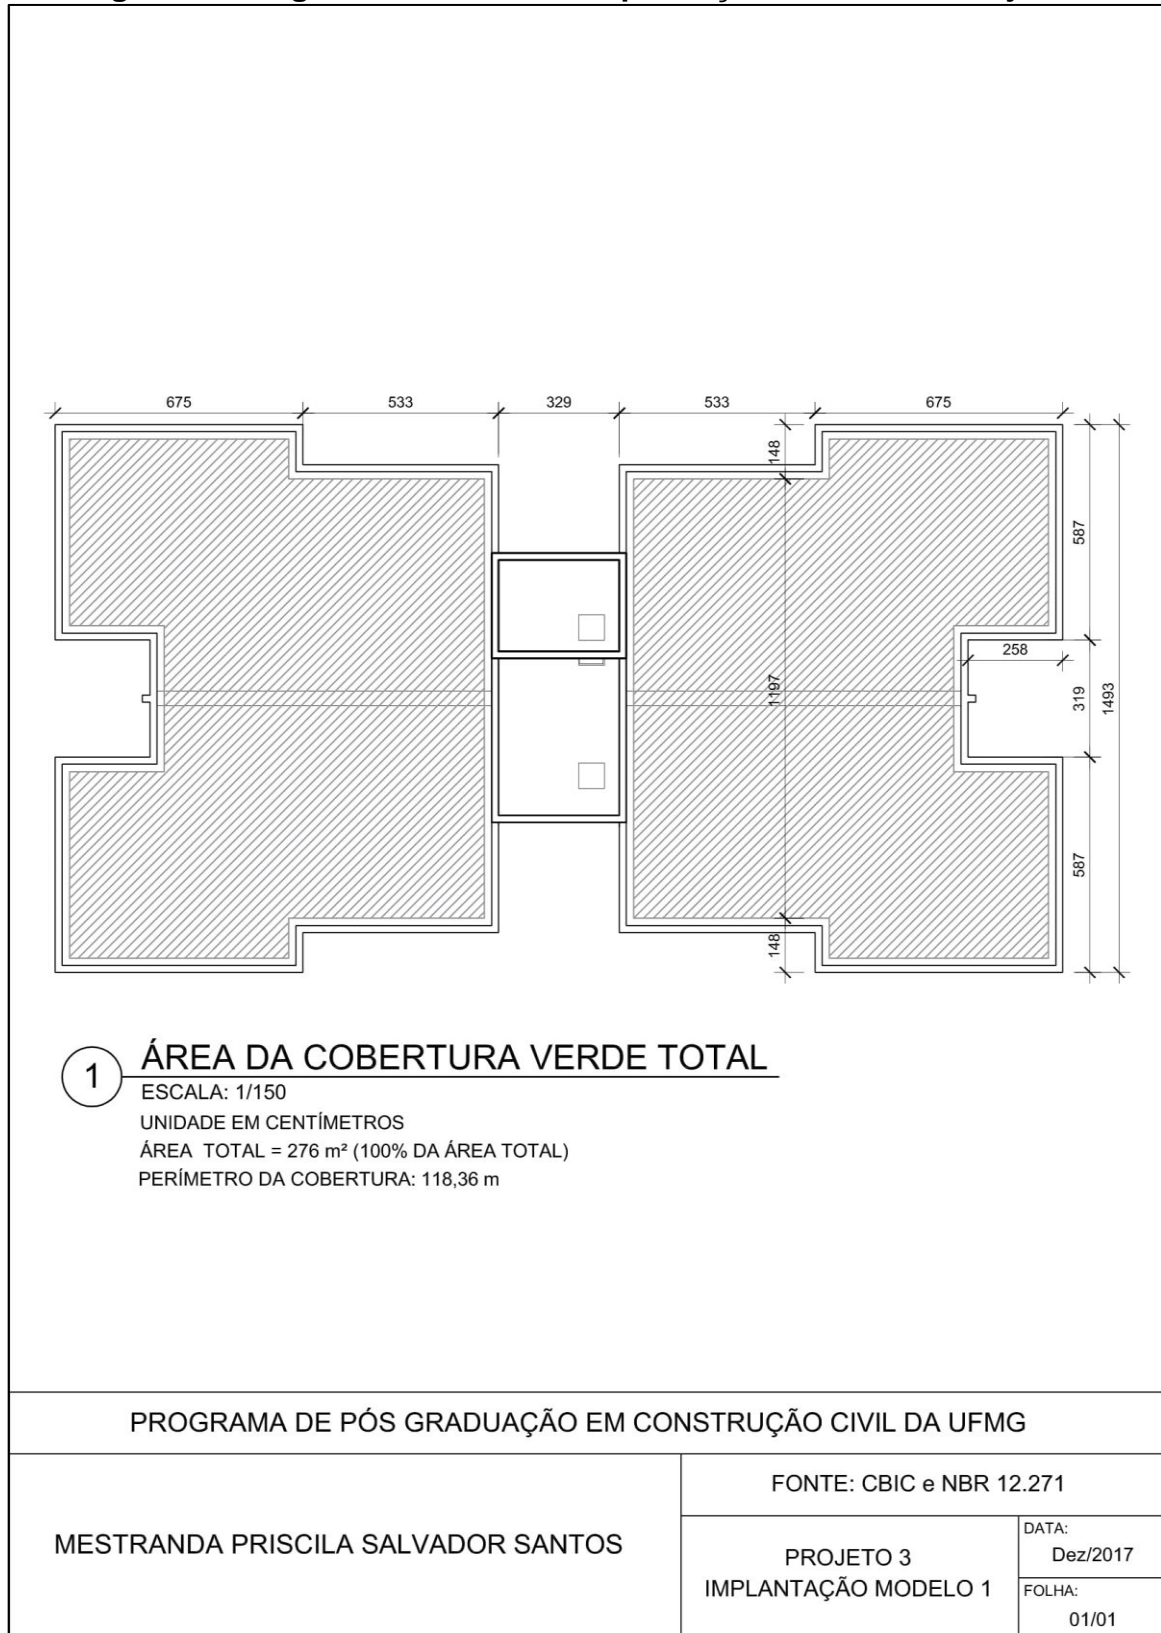 675 533 329 533 675
148
587
258
1197
319
1493
587
148
1
ÁREA DA COBERTURA VERDE TOTAL
ESCALA: 1/150
UNIDADE EM CENTÍMETROS
ÁREA TOTAL = 276 m² (100% DA ÁREA TOTAL)
PERÍMETRO DA COBERTURA: 118,36 m
PROGRAMA DE PÓS GRADUAÇÃO EM CONSTRUÇÃO CIVIL DA UFMG
FONTE: CBIC e NBR 12.271
MESTRANDA PRISCILA SALVADOR SANTOS
PROJETO 3
IMPLANTAÇÃO MODELO 1
DATA:
Dez/2017
FOLHA:
01/01